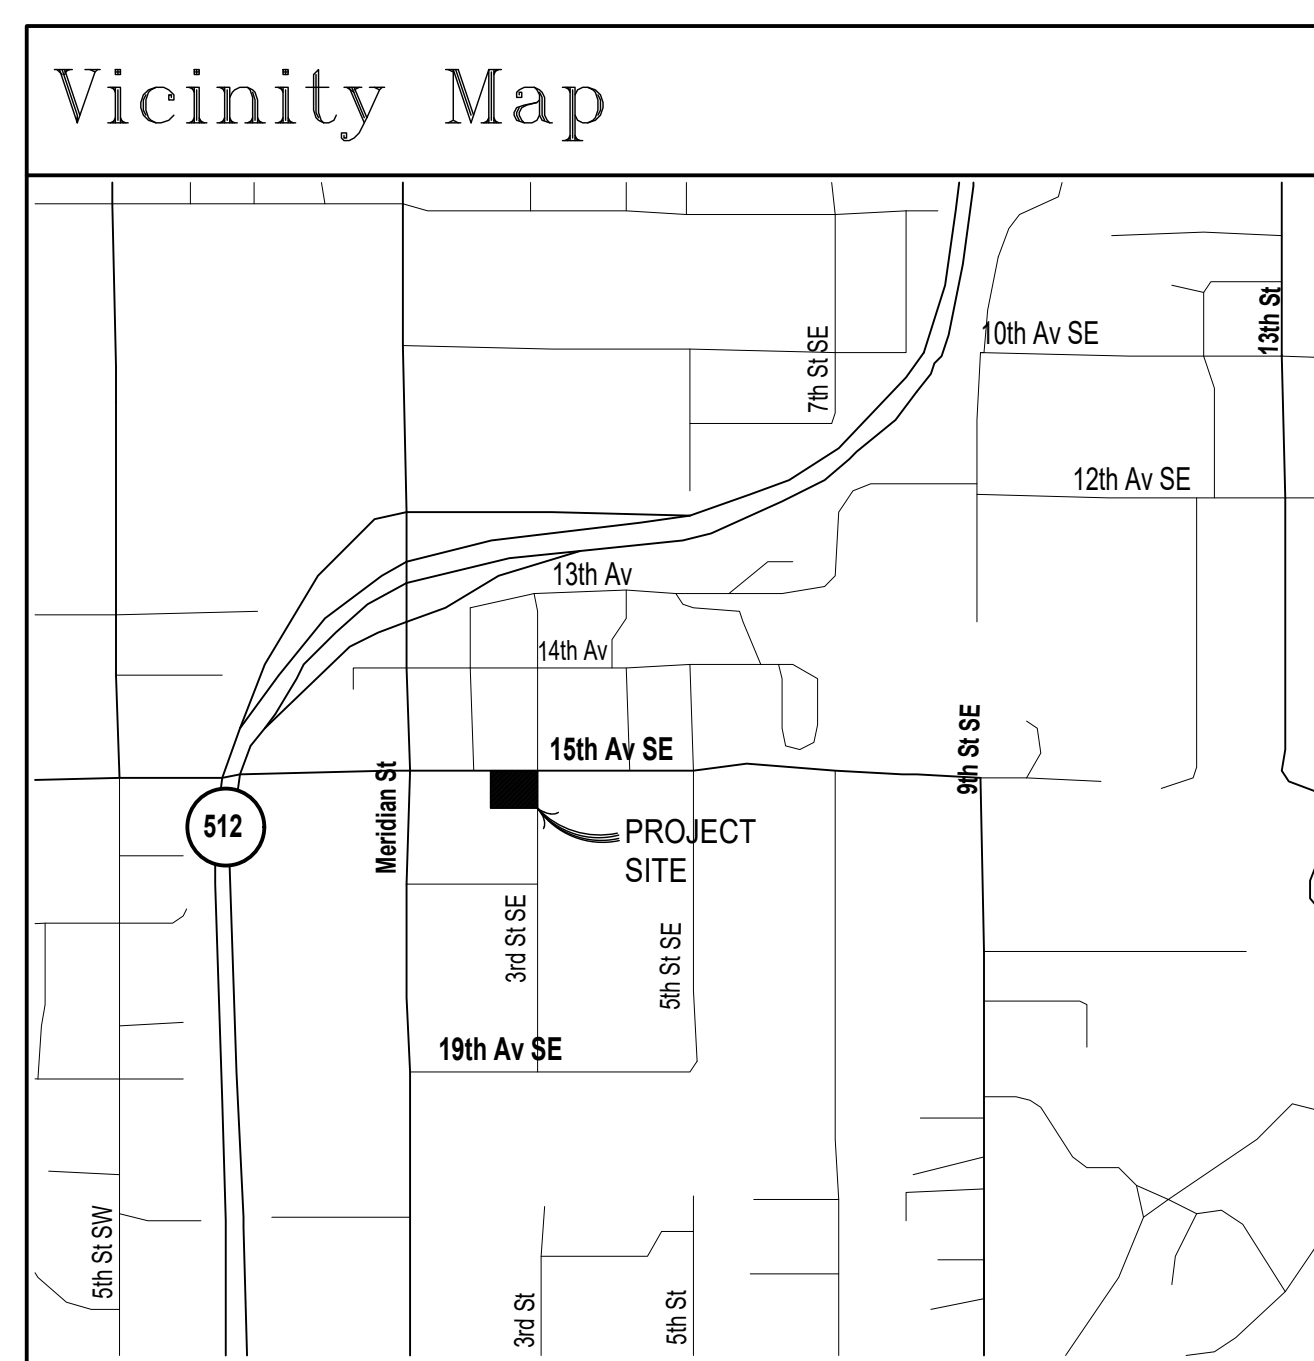 Vicinity Map
7th St SE
10th Av SE
13th St
12th Av SE
13th Av
14th Av
15th Av SE
9th St SE
Meridian St
512
PROJECT
SITE
3rd St SE
5th St SE
19th Av SE
5th St SW
3rd St
5th St